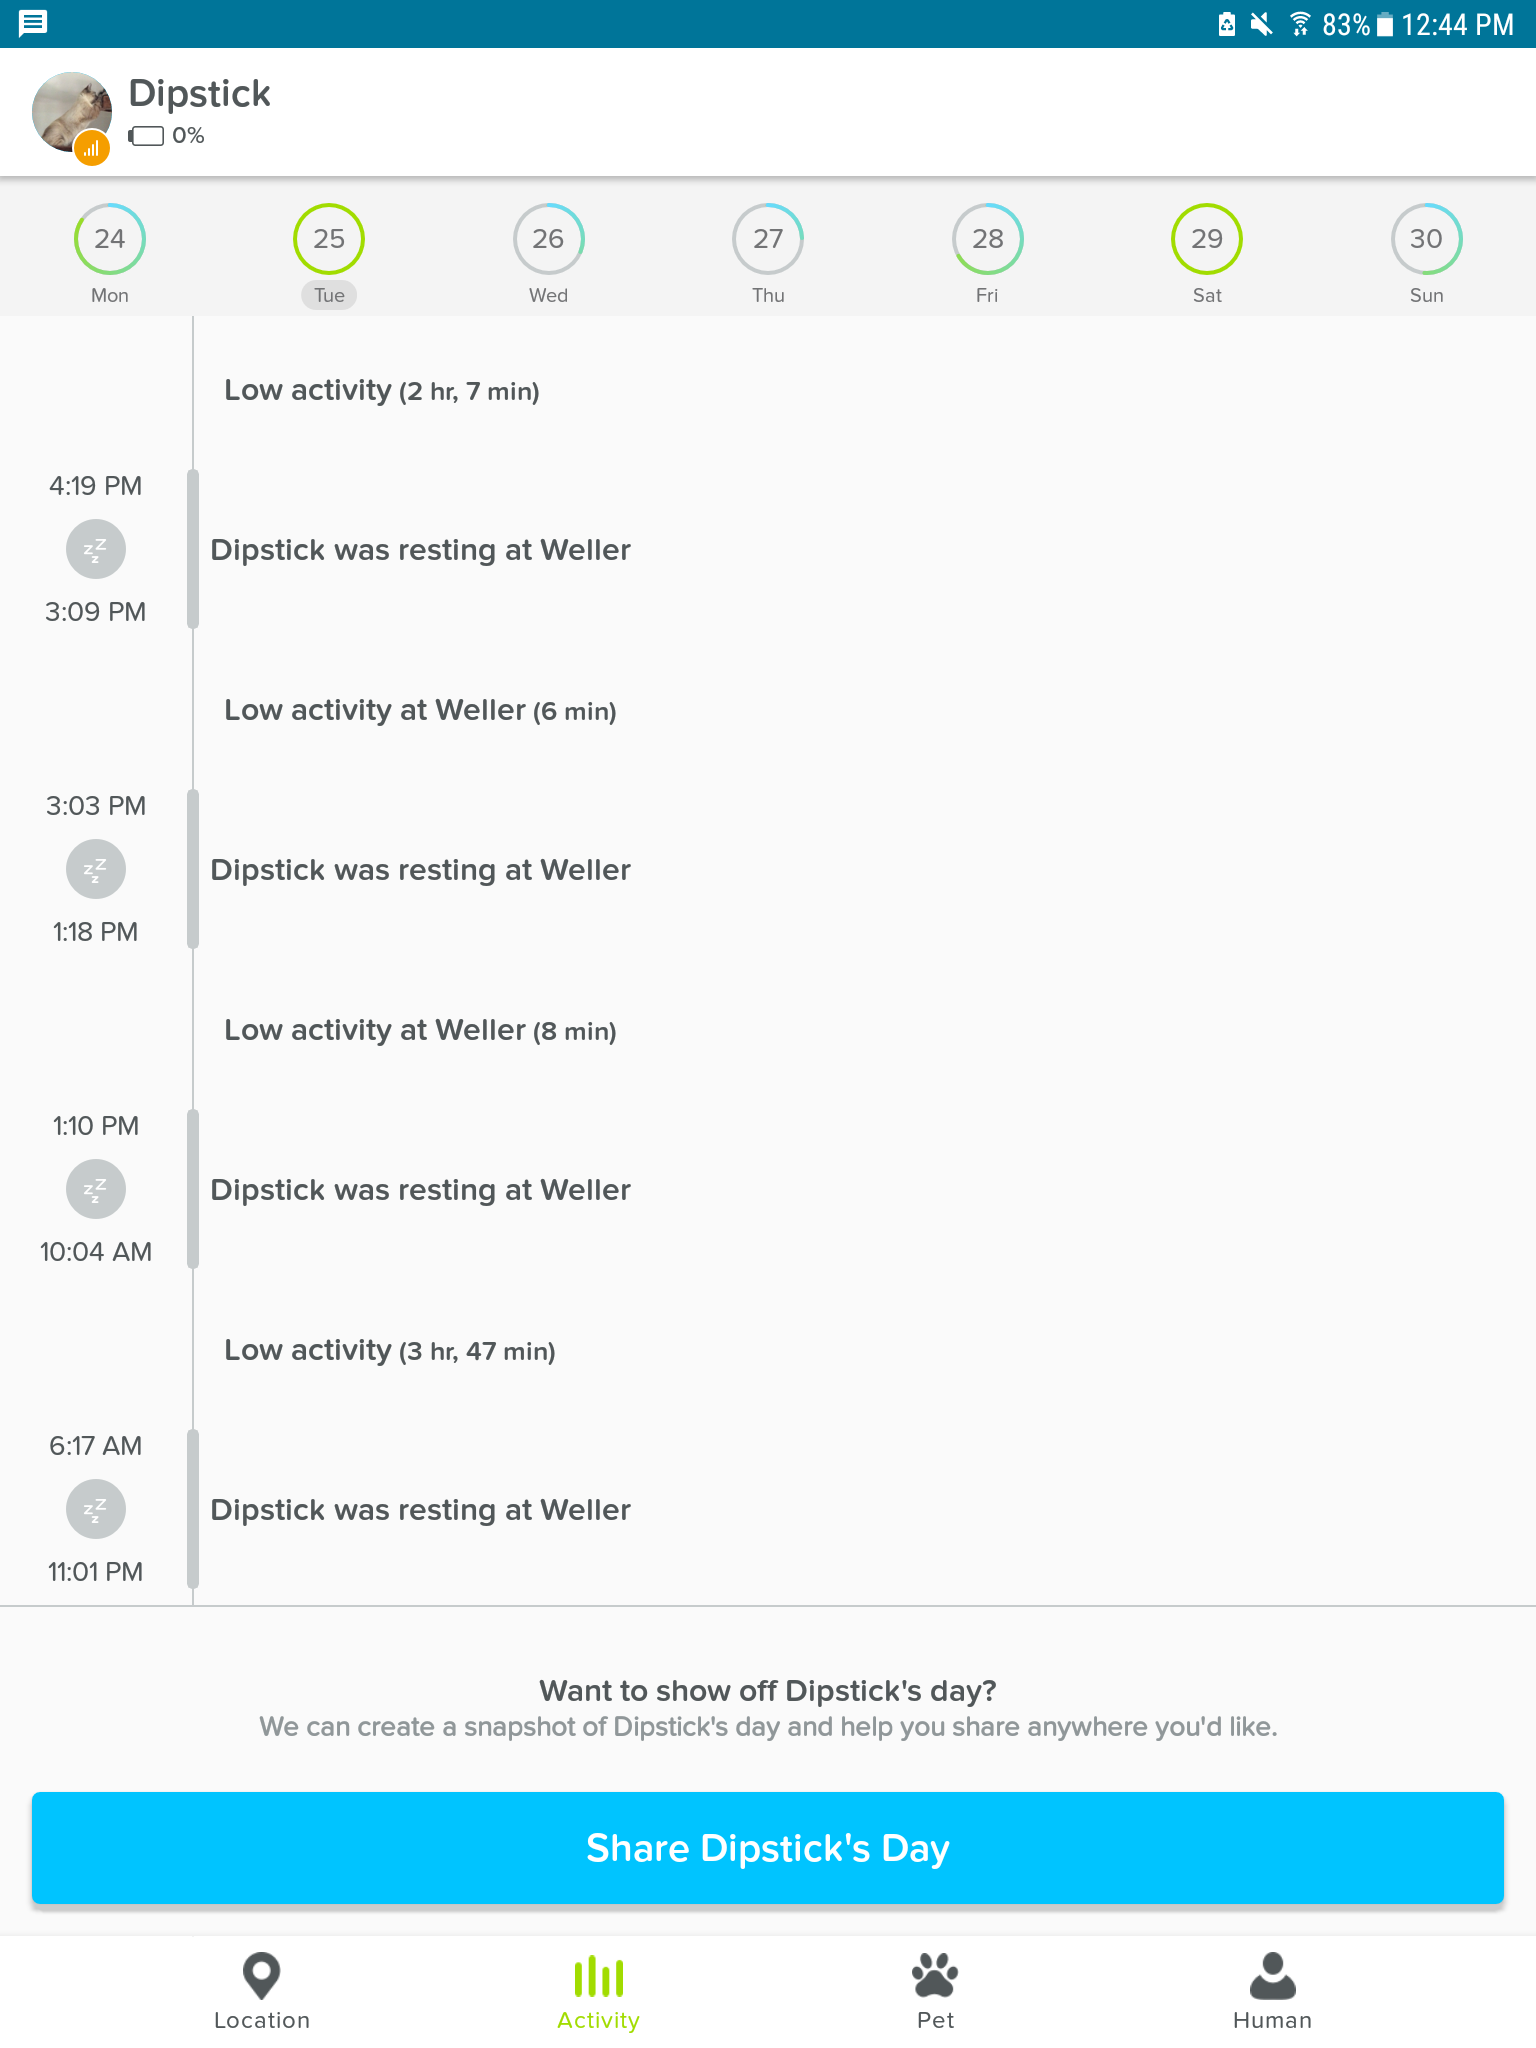 83% 12:44 PM
Dipstick
0%
24 25 26 27 28 29 30
Mon Tue Wed Thu Fri Sat Sun
Low activity (2 hr, 7 min)
4:19 PM
zzz
Dipstick was resting at Weller
3:09 PM
Low activity at Weller (6 min)
3:03 PM
zzz
Dipstick was resting at Weller
1:18 PM
Low activity at Weller (8 min)
1:10 PM
zzz
Dipstick was resting at Weller
10:04 AM
Low activity (3 hr, 47 min)
6:17 AM
zzz
Dipstick was resting at Weller
11:01 PM
Want to show off Dipstick's day?
We can create a snapshot of Dipstick's day and help you share anywhere you'd like.
Share Dipstick's Day
Location Activity Pet Human